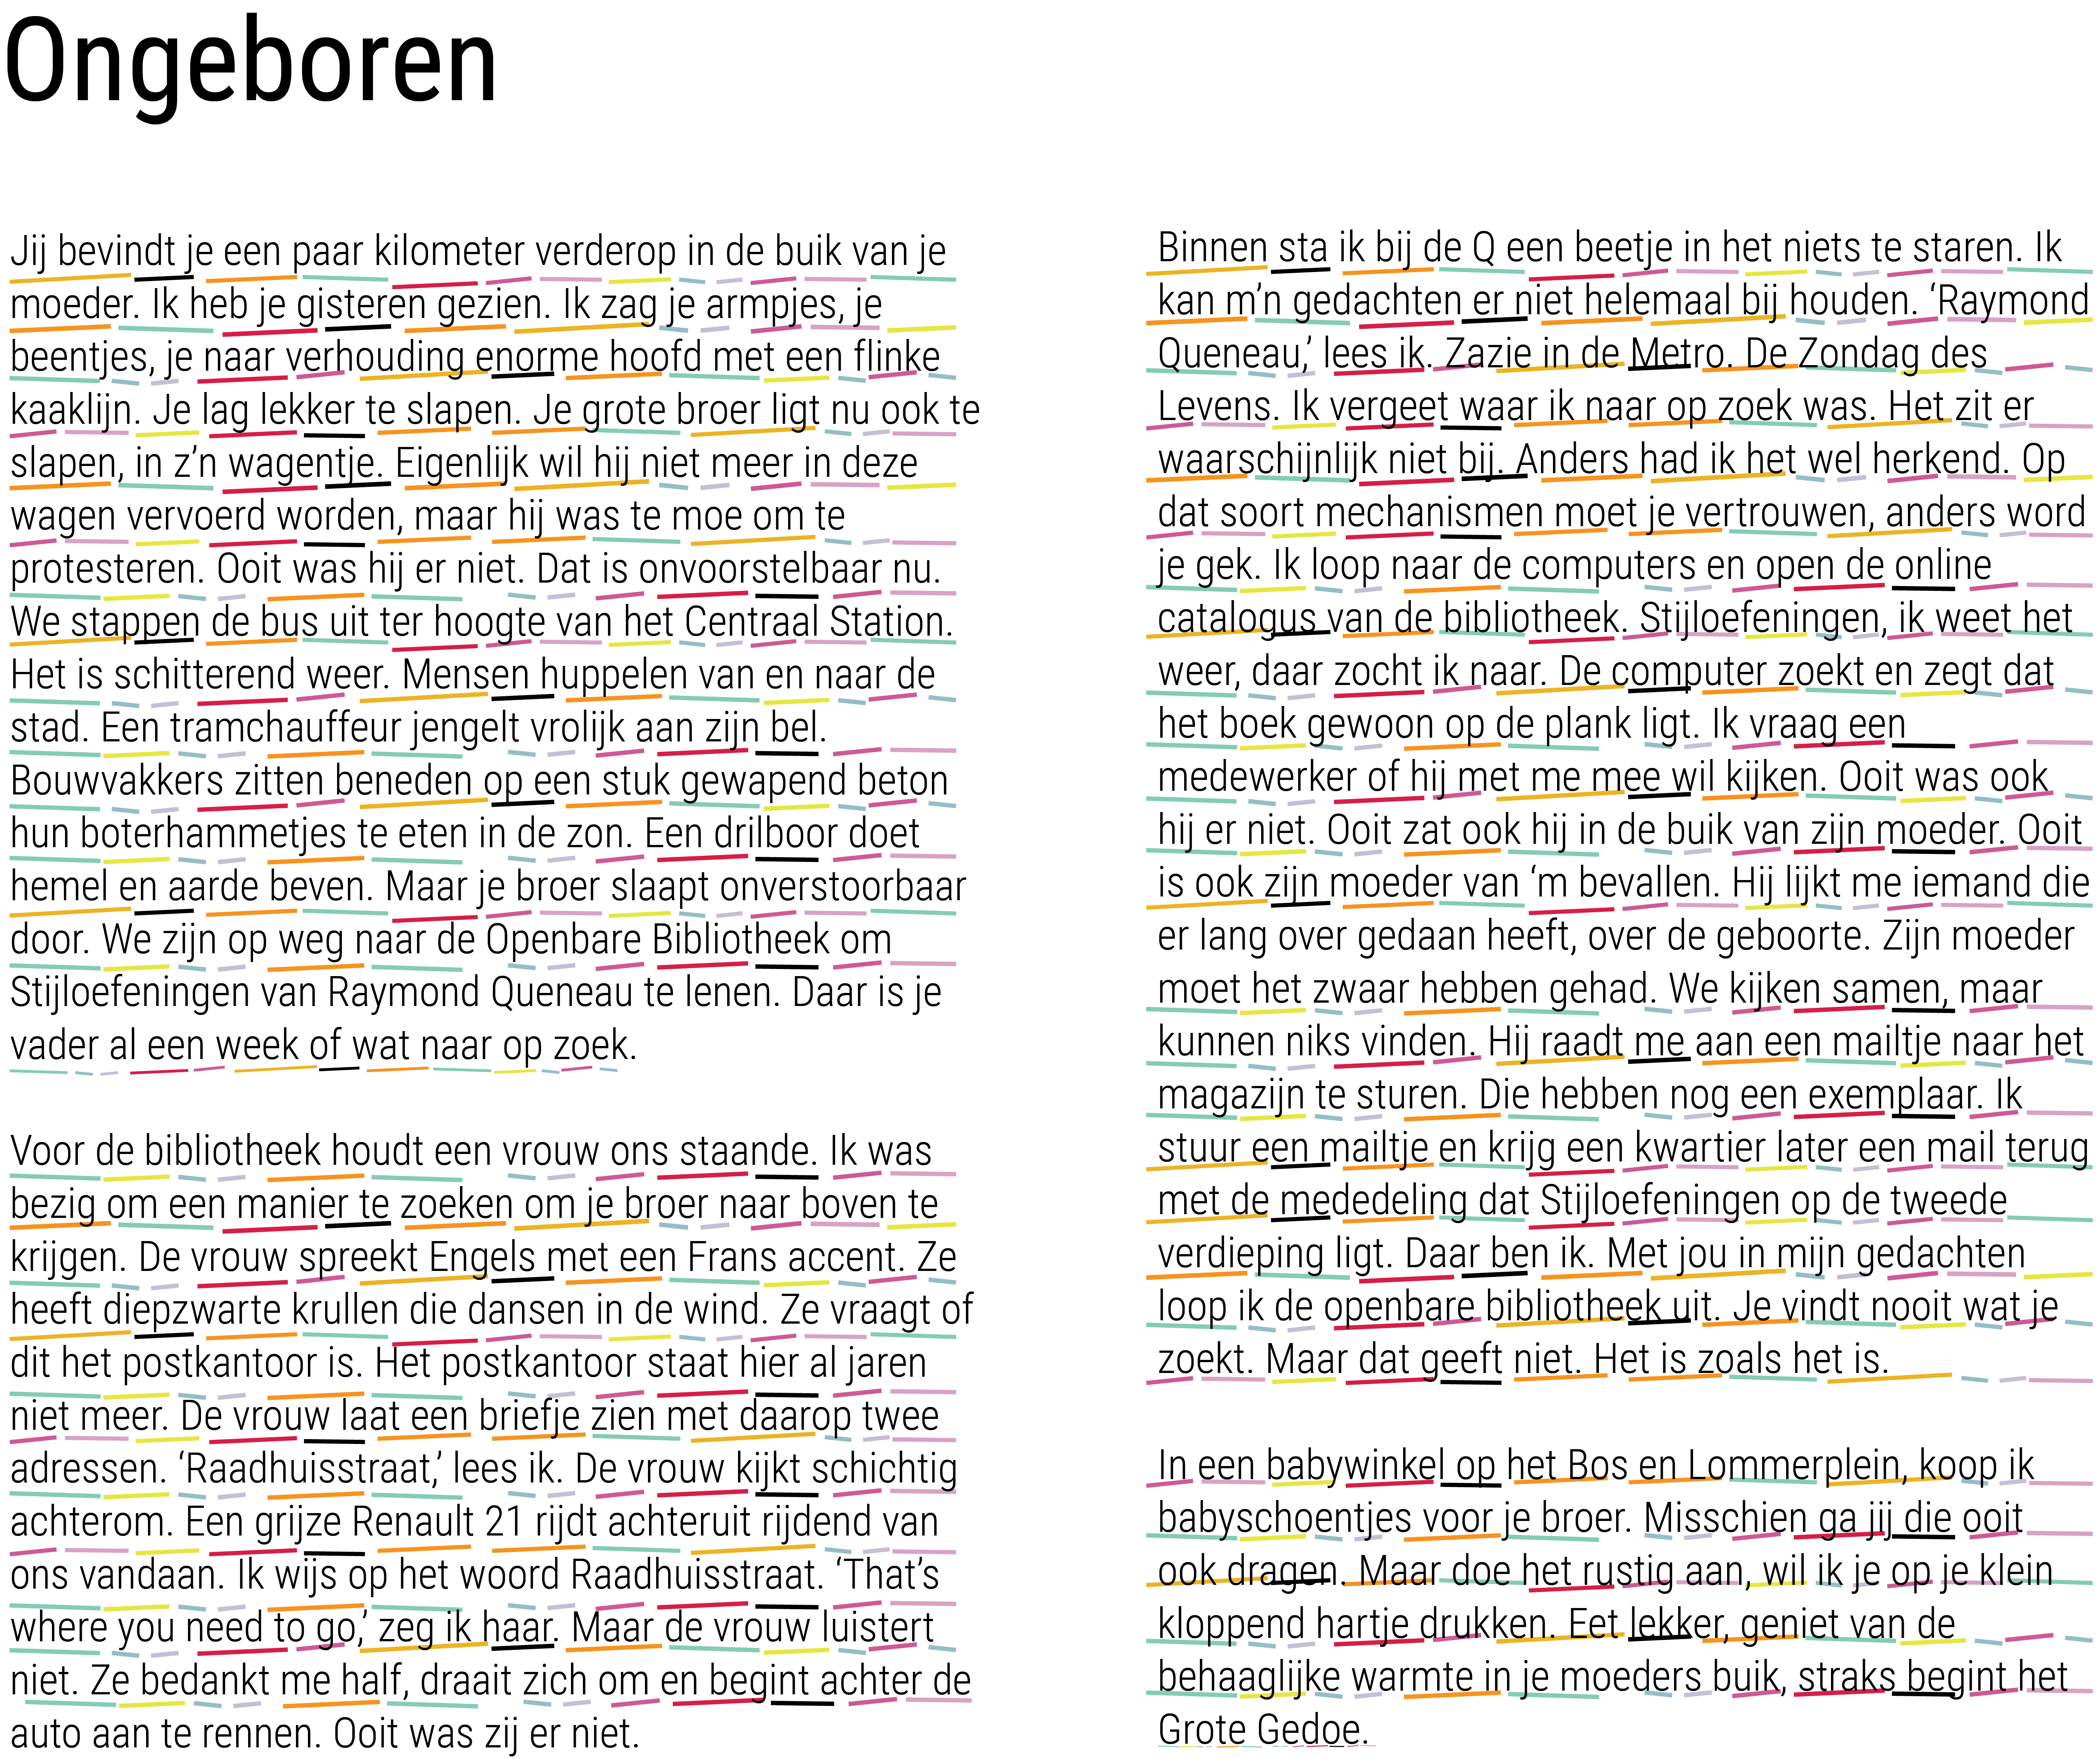 Ongeboren
Jij bevindt je een paar kilometer verderop in de buik van je
moeder. Ik heb je gisteren gezien. Ik zag je armpjes, je
beentjes, je naar verhouding enorme hoofd met een flinke
kaaklijn. Je lag lekker te slapen. Je grote broer ligt nu ook te
slapen, in z’n wagentje. Eigenlijk wil hij niet meer in deze
wagen vervoerd worden, maar hij was te moe om te
protesteren. Ooit was hij er niet. Dat is onvoorstelbaar nu.
We stappen de bus uit ter hoogte van het Centraal Station.
Het is schitterend weer. Mensen huppelen van en naar de
stad. Een tramchauffeur jengelt vrolijk aan zijn bel.
Bouwvakkers zitten beneden op een stuk gewapend beton
hun boterhammetjes te eten in de zon. Een drilboor doet
hemel en aarde beven. Maar je broer slaapt onverstoorbaar
door. We zijn op weg naar de Openbare Bibliotheek om
Stijloefeningen van Raymond Queneau te lenen. Daar is je
vader al een week of wat naar op zoek.
Voor de bibliotheek houdt een vrouw ons staande. Ik was
bezig om een manier te zoeken om je broer naar boven te
krijgen. De vrouw spreekt Engels met een Frans accent. Ze
heeft diepzwarte krullen die dansen in de wind. Ze vraagt of
dit het postkantoor is. Het postkantoor staat hier al jaren
niet meer. De vrouw laat een briefje zien met daarop twee
adressen. ‘Raadhuisstraat,’ lees ik. De vrouw kijkt schichtig
achterom. Een grijze Renault 21 rijdt achteruit rijdend van
ons vandaan. Ik wijs op het woord Raadhuisstraat. ‘That’s
where you need to go,’ zeg ik haar. Maar de vrouw luistert
niet. Ze bedankt me half, draait zich om en begint achter de
auto aan te rennen. Ooit was zij er niet.
Binnen sta ik bij de Q een beetje in het niets te staren. Ik
kan m’n gedachten er niet helemaal bij houden. ‘Raymond
Queneau,’ lees ik. Zazie in de Metro. De Zondag des
Levens. Ik vergeet waar ik naar op zoek was. Het zit er
waarschijnlijk niet bij. Anders had ik het wel herkend. Op
dat soort mechanismen moet je vertrouwen, anders word
je gek. Ik loop naar de computers en open de online
catalogus van de bibliotheek. Stijloefeningen, ik weet het
weer, daar zocht ik naar. De computer zoekt en zegt dat
het boek gewoon op de plank ligt. Ik vraag een
medewerker of hij met me mee wil kijken. Ooit was ook
hij er niet. Ooit zat ook hij in de buik van zijn moeder. Ooit
is ook zijn moeder van ‘m bevallen. Hij lijkt me iemand die
er lang over gedaan heeft, over de geboorte. Zijn moeder
moet het zwaar hebben gehad. We kijken samen, maar
kunnen niks vinden. Hij raadt me aan een mailtje naar het
magazijn te sturen. Die hebben nog een exemplaar. Ik
stuur een mailtje en krijg een kwartier later een mail terug
met de mededeling dat Stijloefeningen op de tweede
verdieping ligt. Daar ben ik. Met jou in mijn gedachten
loop ik de openbare bibliotheek uit. Je vindt nooit wat je
zoekt. Maar dat geeft niet. Het is zoals het is.
In een babywinkel op het Bos en Lommerplein, koop ik
babyschoentjes voor je broer. Misschien ga jij die ooit
ook dragen. Maar doe het rustig aan, wil ik je op je klein
kloppend hartje drukken. Eet lekker, geniet van de
behaaglijke warmte in je moeders buik, straks begint het
Grote Gedoe.